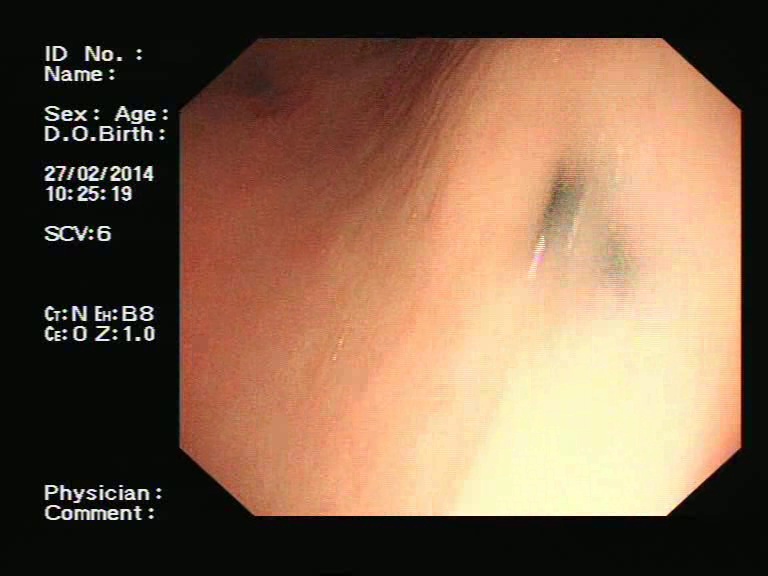 ID No. :
Name:
Sex: Age:
D.O.Birth:
27/02/2014
10:25:19
SCV:6
CT:N EH:B8
CE:0 Z:1.0
Physician:
Comment: